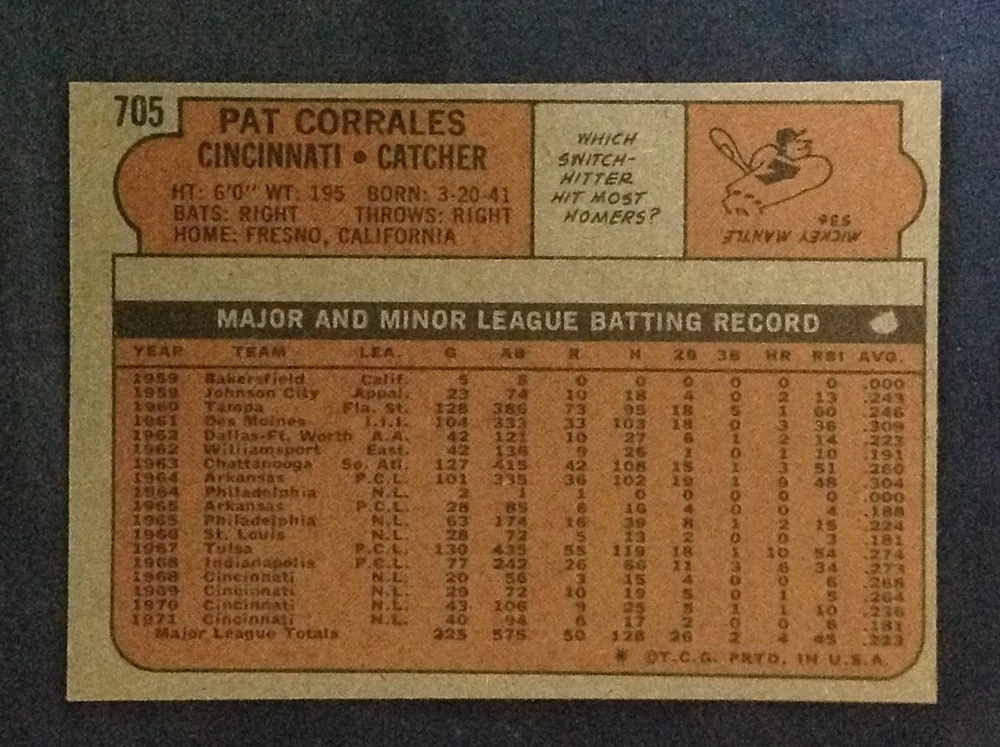 705
PAT CORRALES
CINCINNATI • CATCHER
HT: 6'0" WT: 195 BORN: 3-20-41
BATS: RIGHT THROWS: RIGHT
HOME: FRESNO, CALIFORNIA
WHICH
SWITCH-
HITTER
HIT MOST
HOMERS?
MICKEY MANTLE
536
MAJOR AND MINOR LEAGUE BATTING RECORD
YEAR TEAM LEA. G AB R H 2B 3B HR RBI AVG.
1959 Bakersfield Calif. 5 5 0 0 0 0 0 0 .000
1959 Johnson City Appal. 23 74 10 18 4 0 2 13 .243
1960 Tampa Fla. St. 128 386 73 95 18 5 1 60 .246
1961 Des Moines I.I.I. 104 333 33 103 18 0 3 36 .309
1962 Dallas-Ft. Worth A.A. 42 121 10 27 6 1 2 14 .223
1962 Williamsport East. 42 136 9 26 1 0 1 10 .191
1963 Chattanooga So. Atl. 127 415 42 108 15 1 3 51 .260
1964 Arkansas P.C.L. 101 335 36 102 19 1 9 48 .304
1964 Philadelphia N.L. 2 1 1 0 0 0 0 0 .000
1965 Arkansas P.C.L. 28 85 6 16 4 0 0 4 .188
1965 Philadelphia N.L. 63 174 16 39 8 1 2 15 .224
1966 St. Louis N.L. 28 72 5 13 2 0 0 3 .181
1967 Tulsa P.C.L. 130 435 55 119 18 1 10 54 .274
1968 Indianapolis P.C.L. 77 242 26 66 11 3 6 34 .273
1968 Cincinnati N.L. 20 56 3 15 4 0 0 6 .268
1969 Cincinnati N.L. 29 72 10 19 5 0 1 5 .264
1970 Cincinnati N.L. 43 106 9 25 5 1 1 10 .236
1971 Cincinnati N.L. 40 94 6 17 2 0 0 6 .181
Major League Totals 225 575 50 128 26 2 4 45 .223
* ©T.C.G. PRTD. IN U.S.A.